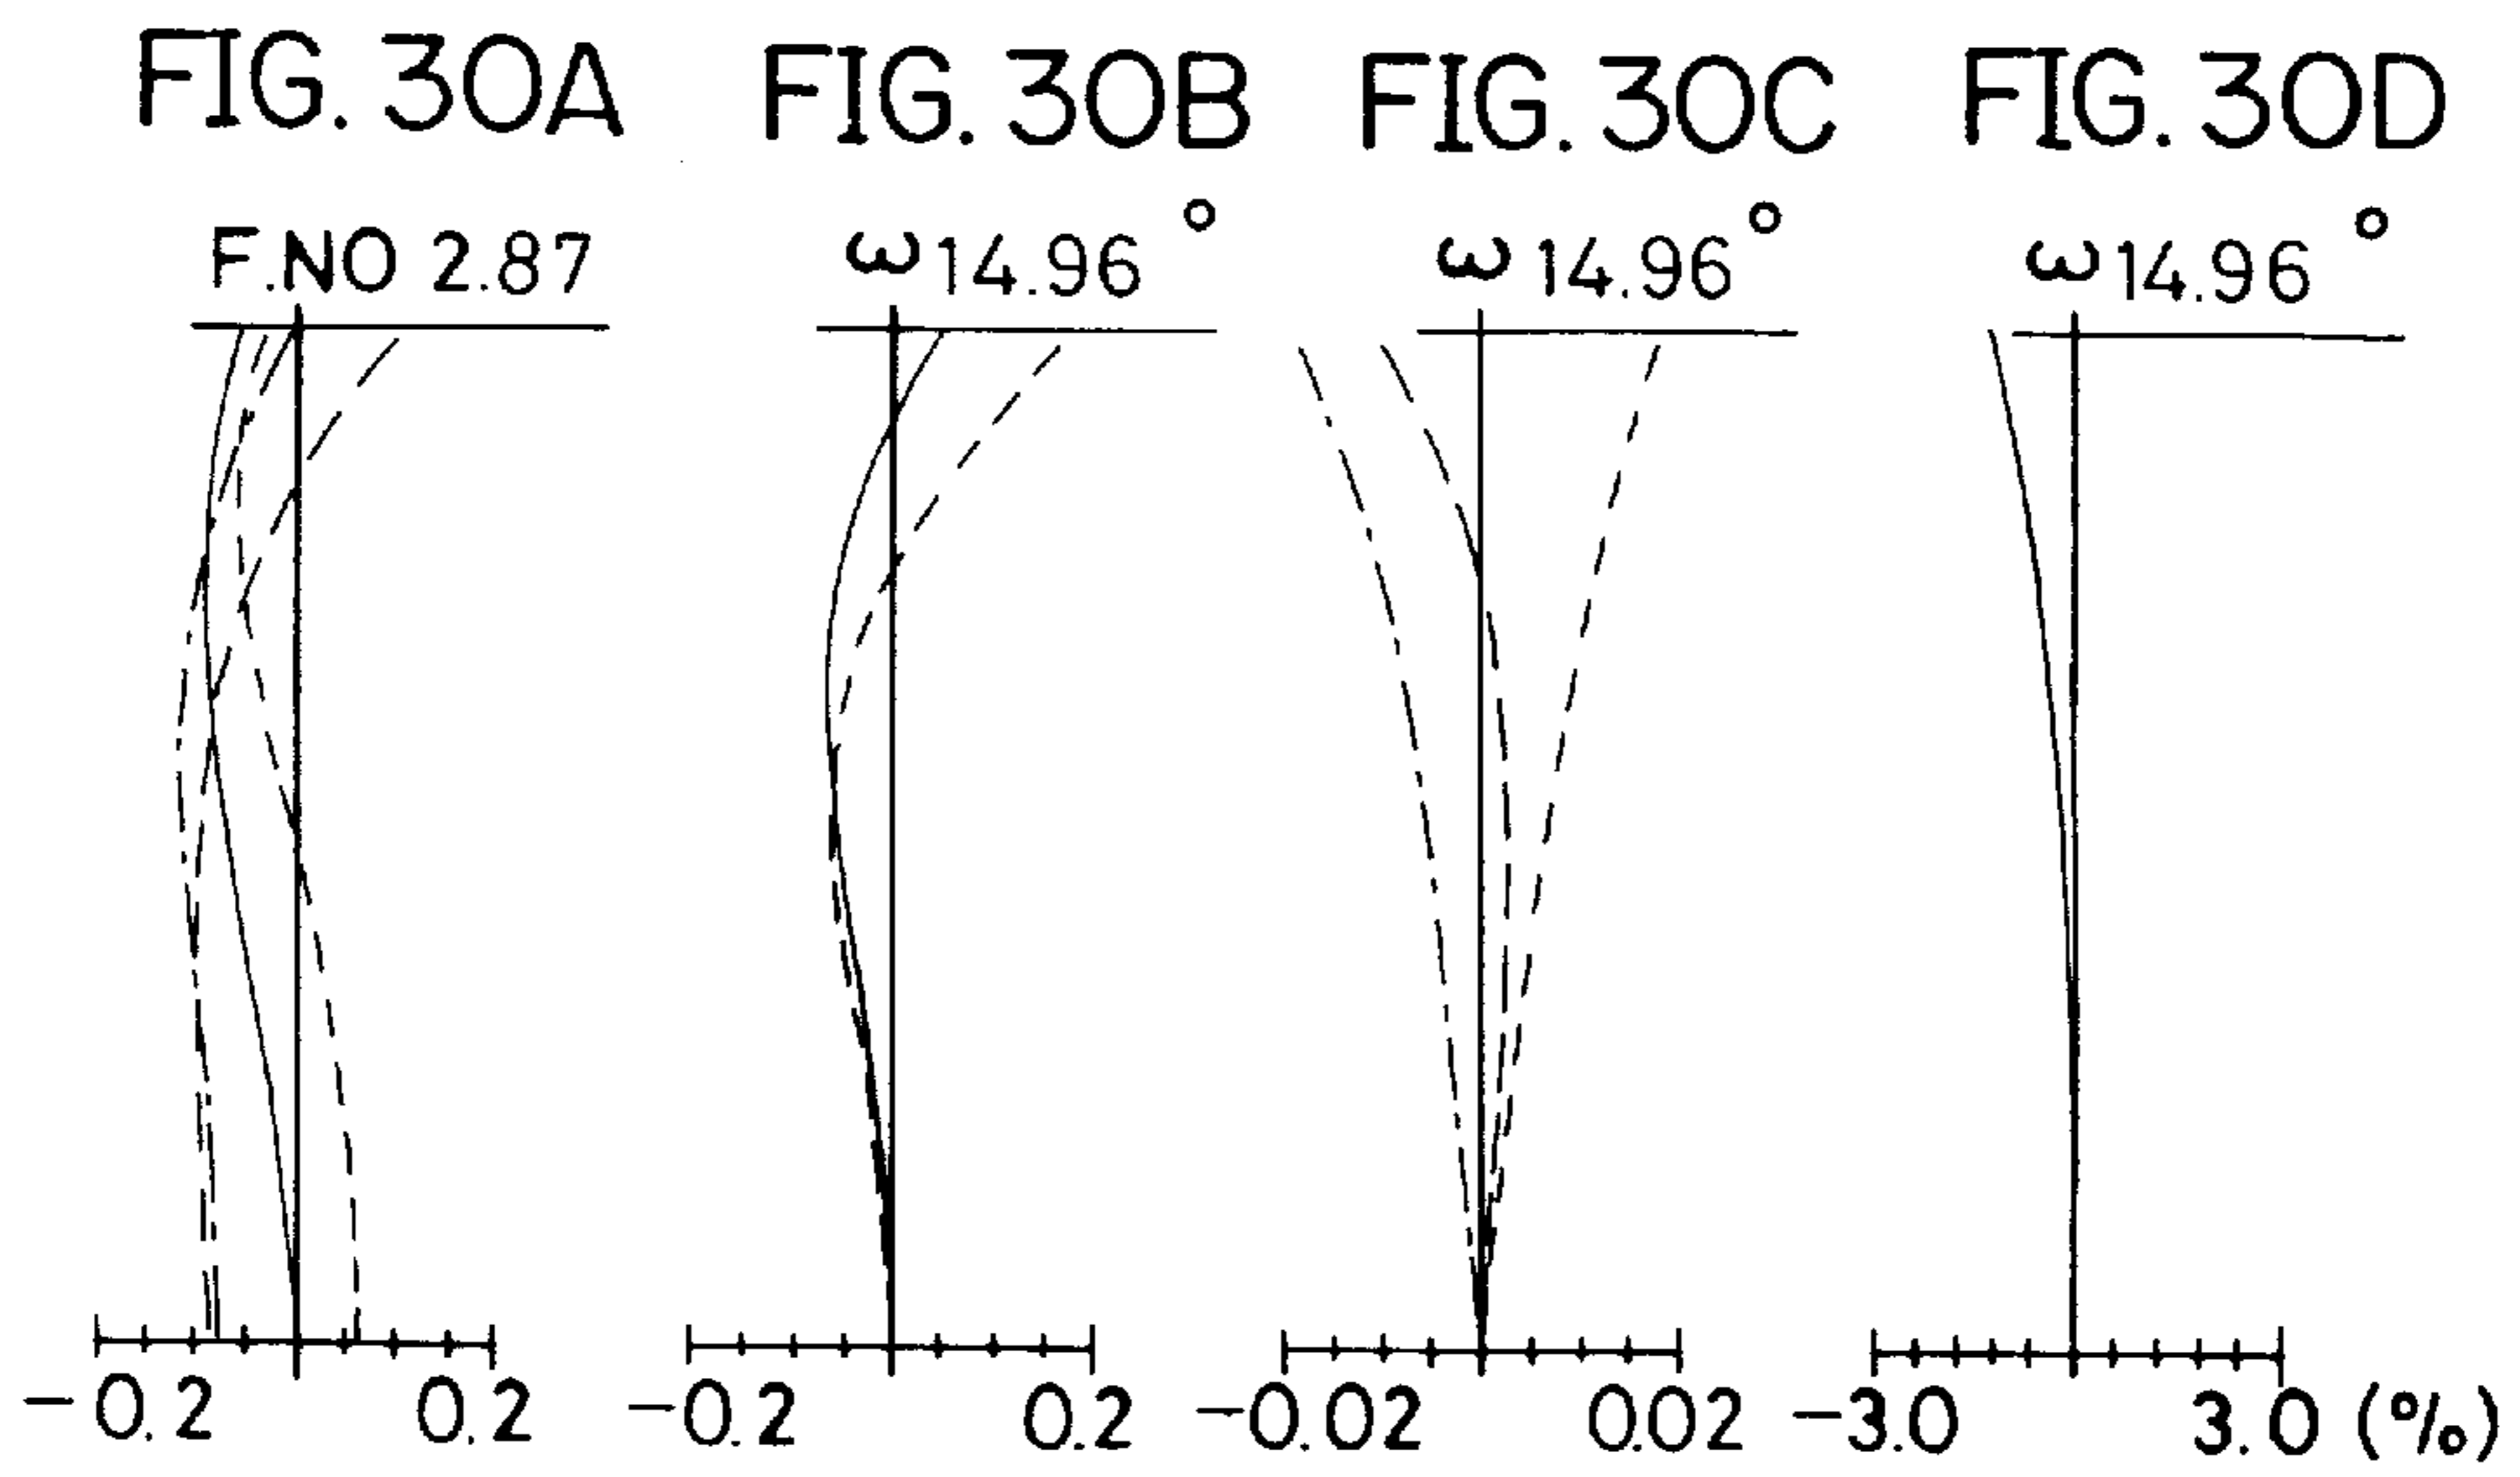 FIG. 30A FIG. 30B FIG. 30C FIG. 30D
F.NO 2.87 ω14.96° ω14.96° ω14.96°
-0.2 0.2 -0.2 0.2 -0.02 0.02 -3.0 3.0 (%)